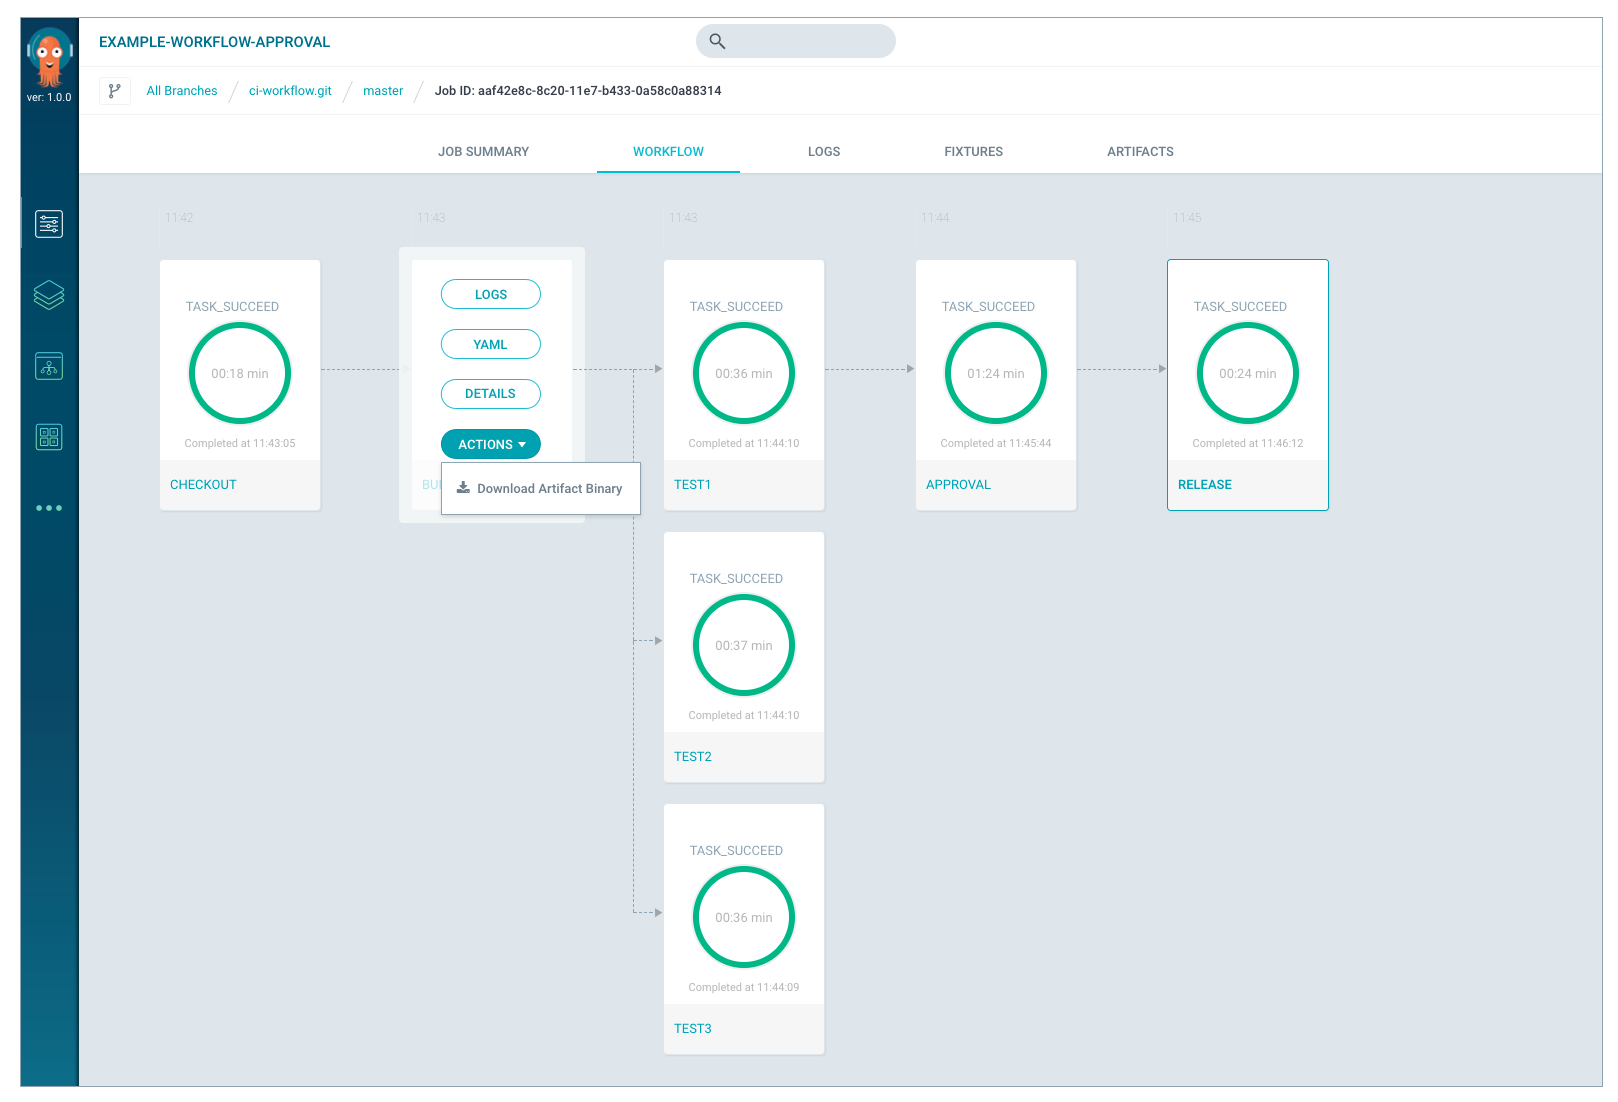 EXAMPLE-WORKFLOW-APPROVAL
ver: 1.0.0
All Branches / ci-workflow.git / master / Job ID: aaf42e8c-8c20-11e7-b433-0a58c0a88314
JOB SUMMARY WORKFLOW LOGS FIXTURES ARTIFACTS
11:42 11:43 11:43 11:44 11:45
TASK_SUCCEED
00:18 min
Completed at 11:43:05
CHECKOUT
LOGS
YAML
DETAILS
ACTIONS
Download Artifact Binary
TASK_SUCCEED
00:36 min
Completed at 11:44:10
TEST1
TASK_SUCCEED
01:24 min
Completed at 11:45:44
APPROVAL
TASK_SUCCEED
00:24 min
Completed at 11:46:12
RELEASE
TASK_SUCCEED
00:37 min
Completed at 11:44:10
TEST2
TASK_SUCCEED
00:36 min
Completed at 11:44:09
TEST3